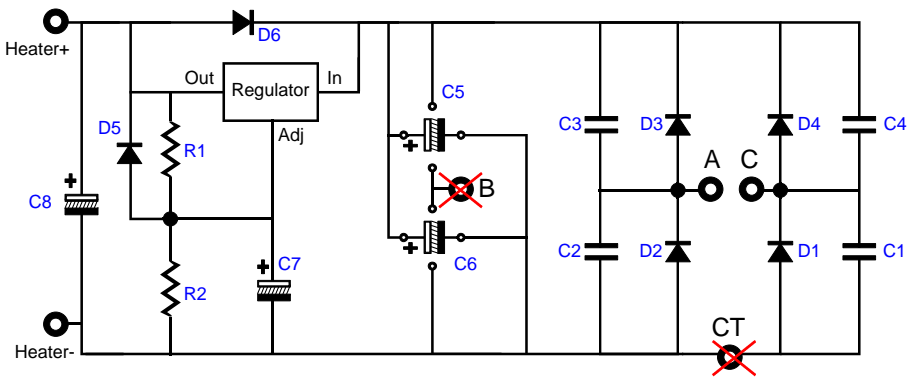 Heater+
D6
Out
Regulator
In
Adj
C5
C3
D3
D4
C4
D5
R1
A
C
B
C8
C2
D2
D1
C1
R2
C7
C6
CT
Heater-